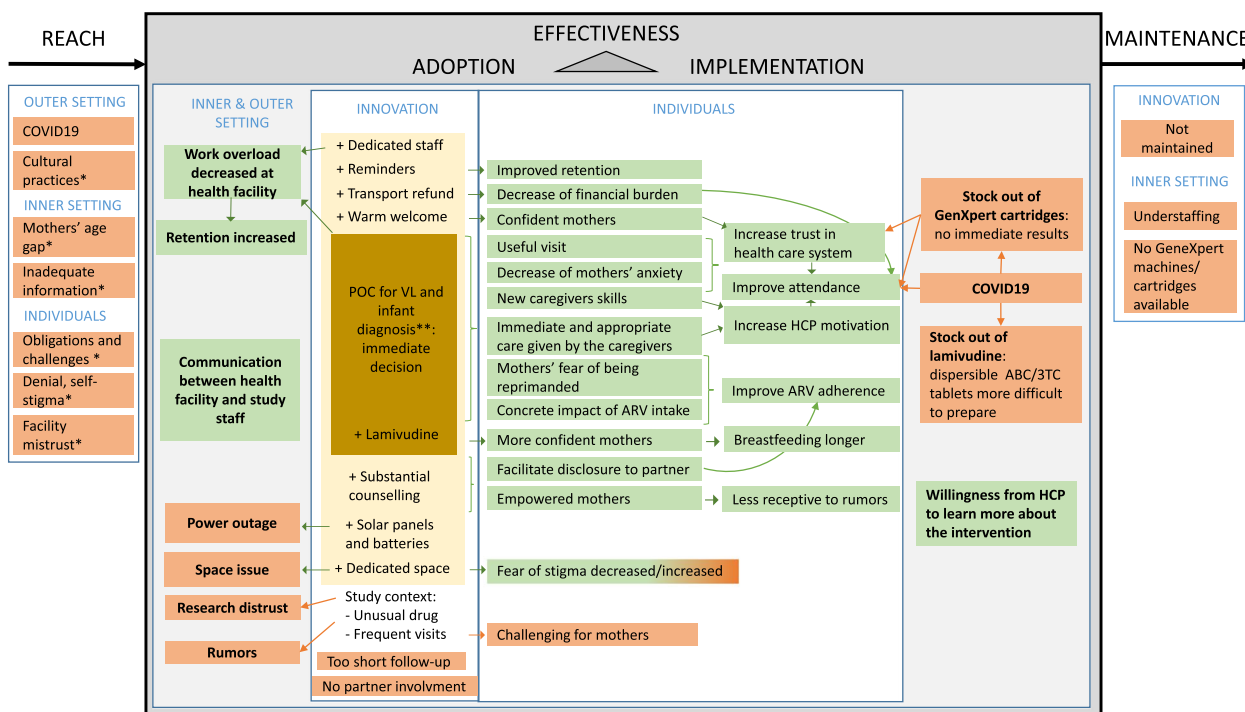 REACH
EFFECTIVENESS
ADOPTION
IMPLEMENTATION
MAINTENANCE
OUTER SETTING
COVID19
Cultural
practices*
INNER SETTING
Mothers' age
gap*
Inadequate
information*
INDIVIDUALS
Obligations and
challenges *
Denial, self-
stigma*
Facility
mistrust*
INNER & OUTER
SETTING
Work overload
decreased at
health facility
Retention increased
Communication
between health
facility and study
staff
Power outage
Space issue
Research distrust
Rumors
INNOVATION
+ Dedicated staff
+ Reminders
+ Transport refund
+ Warm welcome
POC for VL and
infant
diagnosis**:
immediate
decision
+ Lamivudine
+ Substantial
counselling
+ Solar panels
and batteries
+ Dedicated space
Study context:
- Unusual drug
- Frequent visits
Too short follow-up
No partner involvment
INDIVIDUALS
Improved retention
Decrease of financial burden
Confident mothers
Useful visit
Decrease of mothers' anxiety
New caregivers skills
Immediate and appropriate
care given by the caregivers
Mothers' fear of being
reprimanded
Concrete impact of ARV intake
More confident mothers
Facilitate disclosure to partner
Empowered mothers
Fear of stigma decreased/increased
Challenging for mothers
Increase trust in
health care system
Improve attendance
Increase HCP motivation
Improve ARV adherence
Breastfeeding longer
Less receptive to rumors
Stock out of
GenXpert cartridges:
no immediate results
COVID19
Stock out of
lamivudine:
dispersible ABC/3TC
tablets more difficult
to prepare
Willingness from HCP
to learn more about
the intervention
INNOVATION
Not
maintained
INNER SETTING
Understaffing
No GeneXpert
machines/
cartridges
available